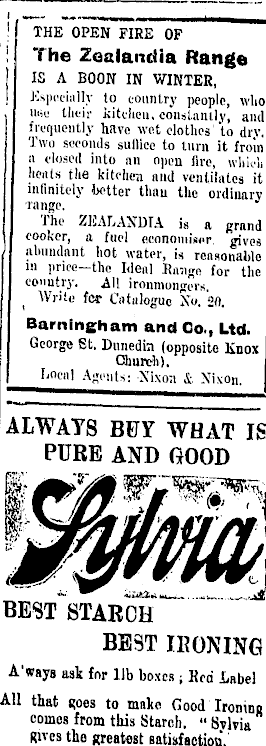 THE OPEN FIRE OF
The Zealandia Range
IS A BOON IN WINTER,
Especially to country people, who
use their kitchen constantly, and
frequently have wet clothes to dry.
Two seconds suffice to turn it from
a closed into an open fire, which
heats the kitchen and ventilates it
infinitely better than the ordinary
range.
The ZEALANDIA is a grand
cooker, a fuel economiser gives
abundant hot water, is reasonable
in price—the Ideal Range for the
country. All ironmongers.
Write for Catalogue No. 20.
Barningham and Co., Ltd.
George St. Dunedin (opposite Knox
Church).
Local Agents: Nixon & Nixon.
ALWAYS BUY WHAT IS
PURE AND GOOD
Sylvia
BEST STARCH
BEST IRONING
A'ways ask for 1lb boxes ; Red Label
All that goes to make Good Ironing
comes from this Starch. "Sylvia
gives the greatest satisfaction.